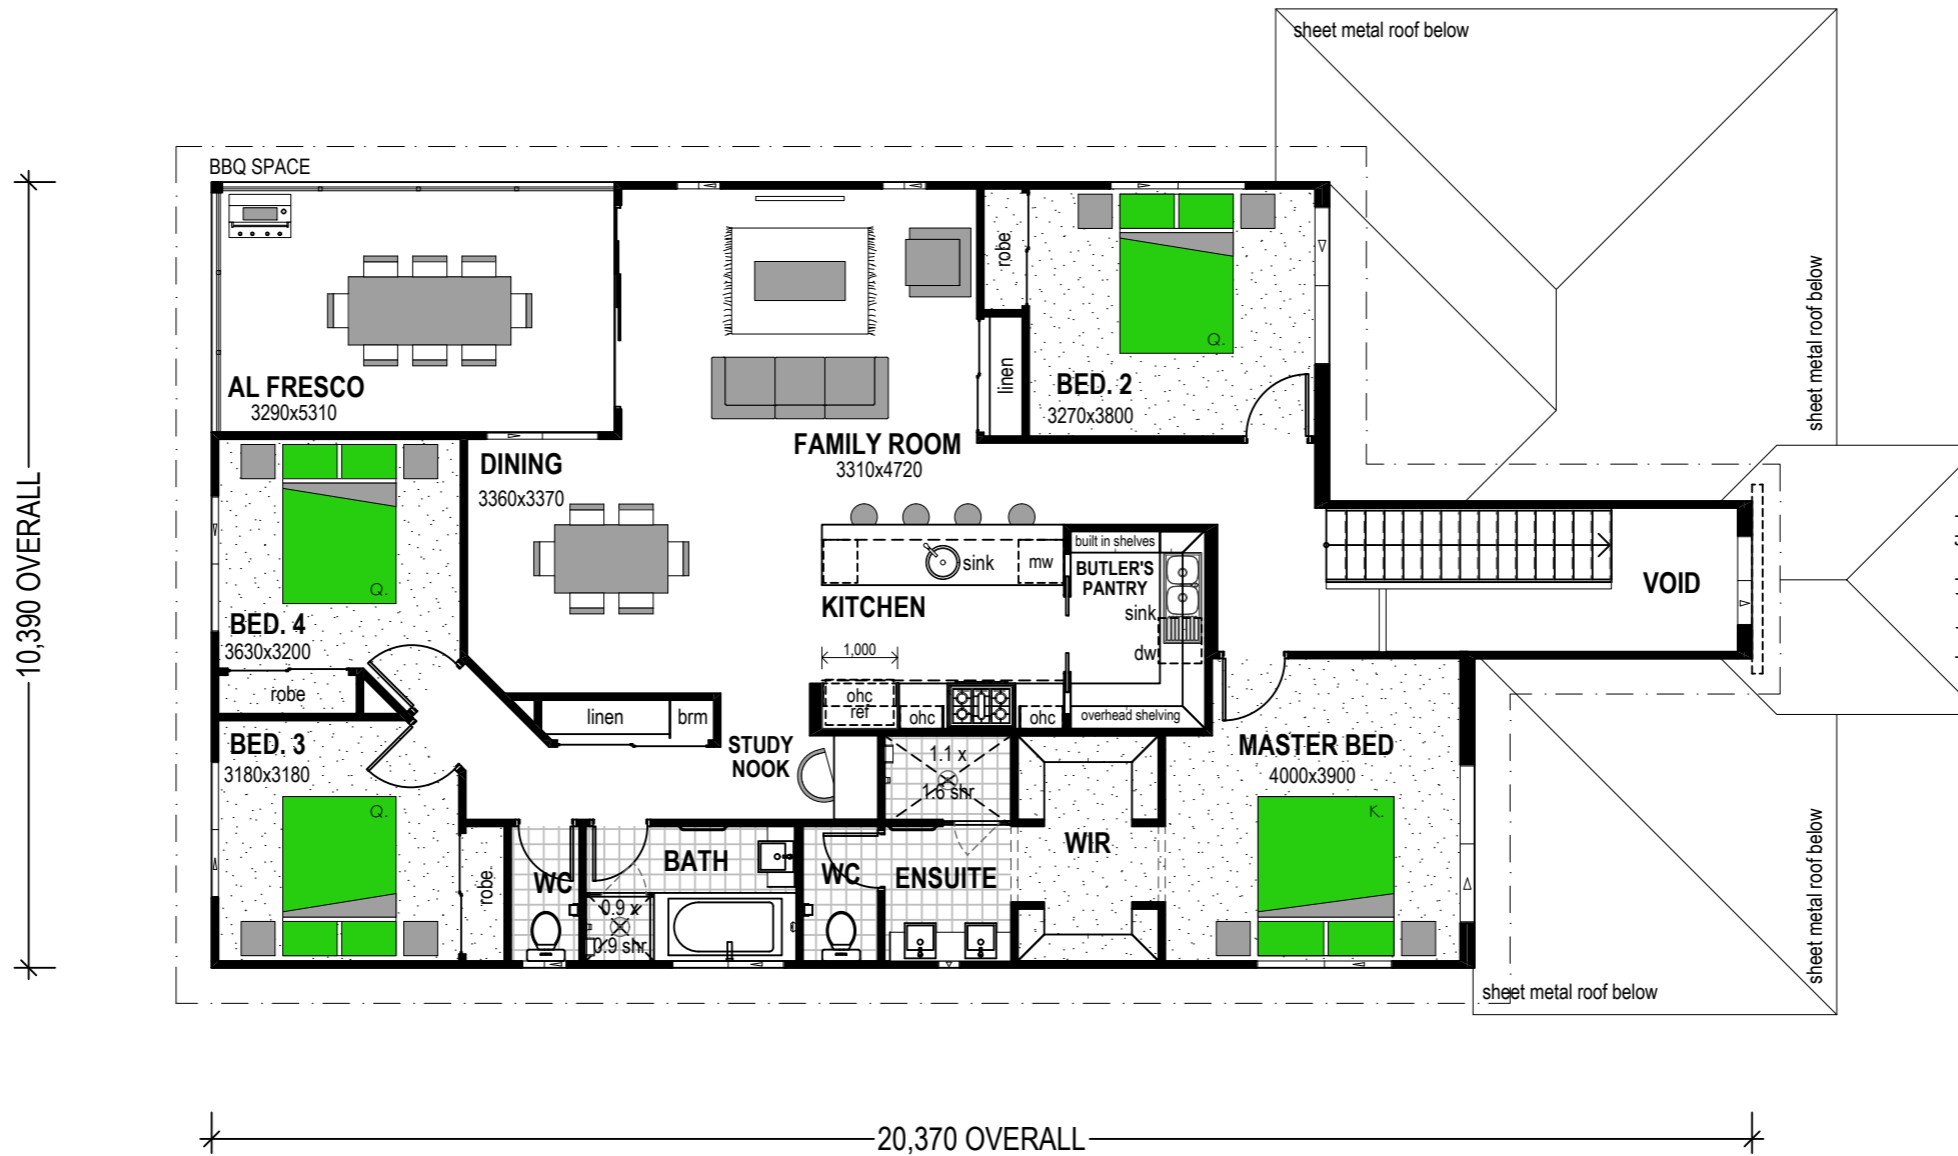 sheet metal roof below
BBQ SPACE
robe
sheet metal roof below
linen
AL FRESCO
3290x5310
Q.
BED. 2
3270x3800
FAMILY ROOM
3310x4720
DINING
3360x3370
10,390 OVERALL
built in shelves
sink
mw
BUTLER'S
PANTRY
sink
dw
VOID
Q.
KITCHEN
BED. 4
3630x3200
1,000
robe
ohc
ref
ohc
ohc
overhead shelving
linen
brm
BED. 3
3180x3180
STUDY
NOOK
1.1 x
1.6 shr
MASTER BED
4000x3900
Q.
K.
WIR
BATH
WC
WC
ENSUITE
robe
0.9 x
0.9 shr
sheet metal roof below
sheet metal roof below
20,370 OVERALL